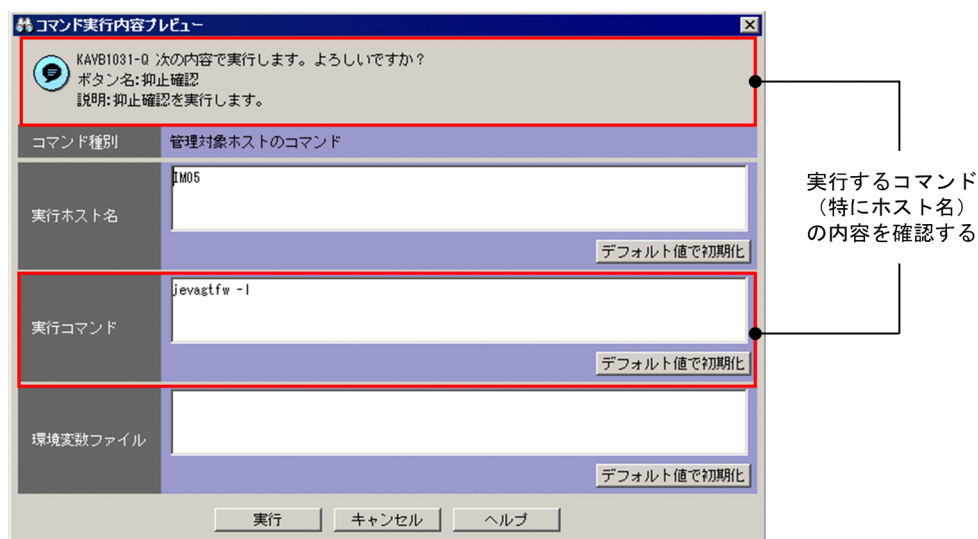 コマンド実行内容プレビュー
KAVB1031-Q 次の内容で実行します。よろしいですか？
ボタン名:抑止確認
説明:抑止確認を実行します。
コマンド種別 管理対象ホストのコマンド
実行ホスト名
IM05
デフォルト値で初期化
実行コマンド
jevagtfw -l
デフォルト値で初期化
環境変数ファイル
デフォルト値で初期化
実行 キャンセル ヘルプ
実行するコマンド
（特にホスト名）
の内容を確認する